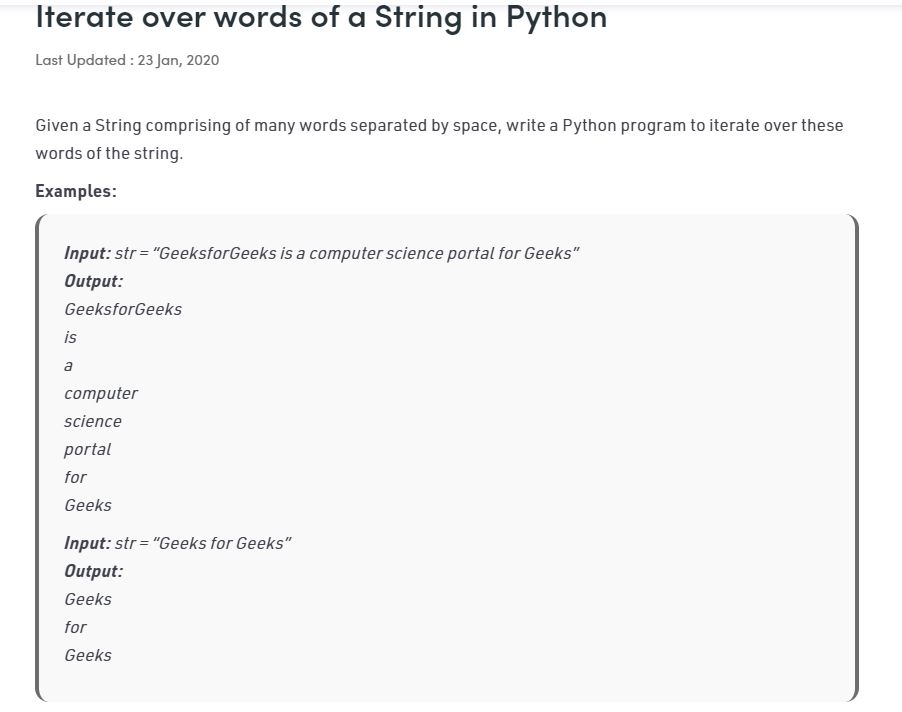 Iterate over words of a String in Python
Last Updated : 23 Jan, 2020
Given a String comprising of many words separated by space, write a Python program to iterate over these
words of the string.
Examples:
Input: str = “GeeksforGeeks is a computer science portal for Geeks”
Output:
GeeksforGeeks
is
a
computer
science
portal
for
Geeks
Input: str = “Geeks for Geeks”
Output:
Geeks
for
Geeks